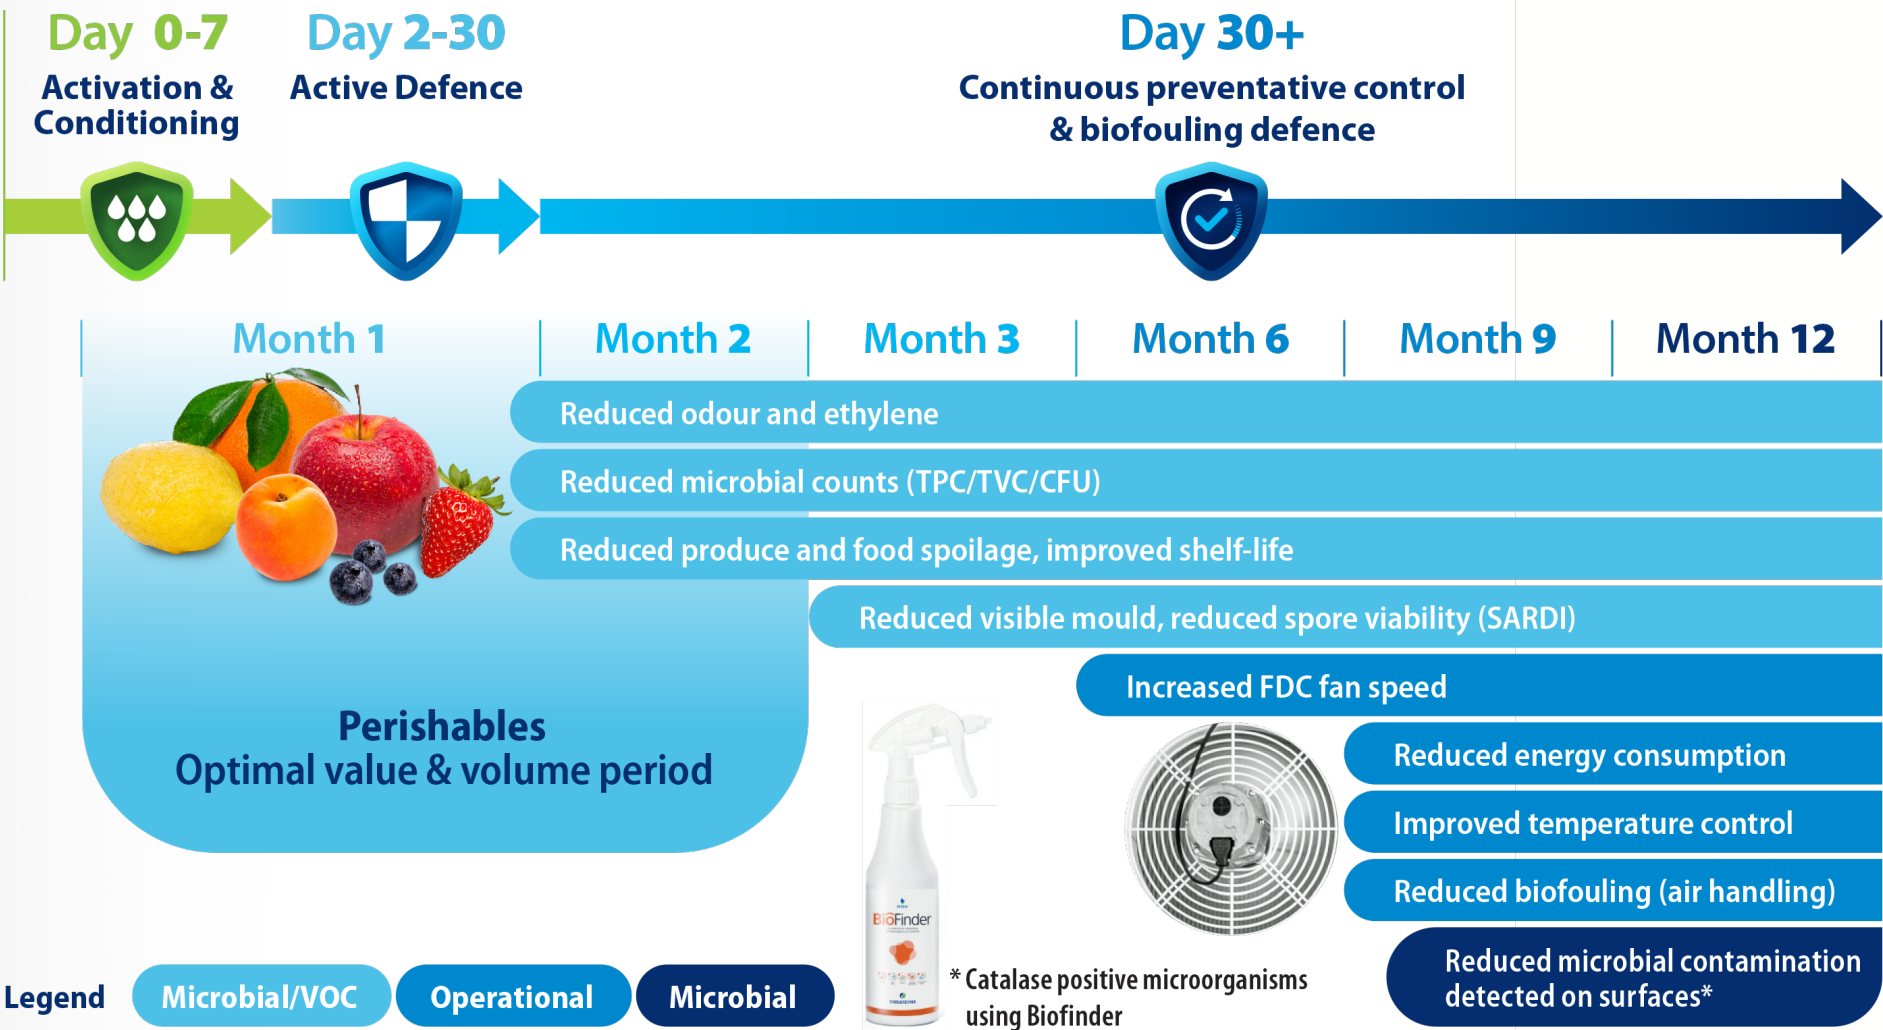 Day 0-7
Activation &
Conditioning
Day 2-30
Active Defence
Day 30+
Continuous preventative control
& biofouling defence
Month 1
Month 2
Month 3
Month 6
Month 9
Month 12
Reduced odour and ethylene
Reduced microbial counts (TPC/TVC/CFU)
Reduced produce and food spoilage, improved shelf-life
Reduced visible mould, reduced spore viability (SARDI)
Increased FDC fan speed
Perishables
Optimal value & volume period
Reduced energy consumption
Improved temperature control
Reduced biofouling (air handling)
Reduced microbial contamination
detected on surfaces*
BioFinder
CHRISTEYNS
* Catalase positive microorganisms
using Biofinder
Legend
Microbial/VOC
Operational
Microbial